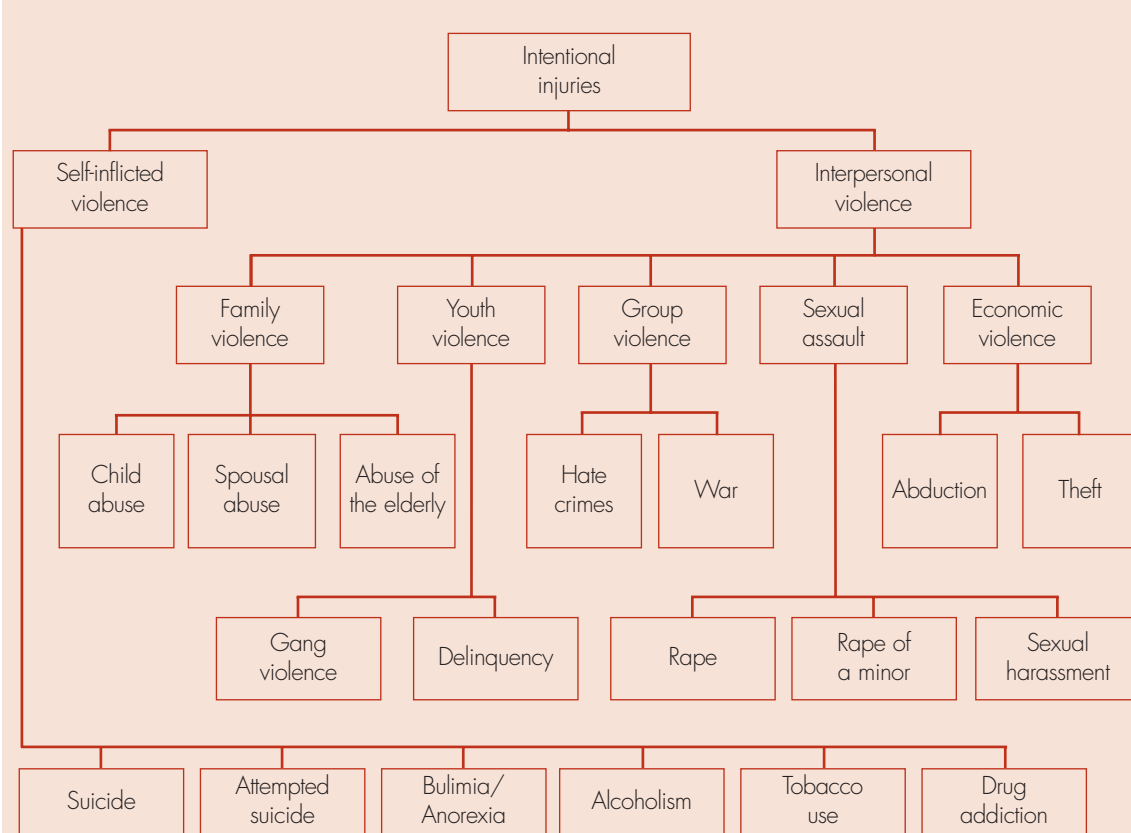 Intentional
injuries
Self-inflicted
violence
Interpersonal
violence
Family
violence
Youth
violence
Group
violence
Sexual
assault
Economic
violence
Child
abuse
Spousal
abuse
Abuse of
the elderly
Hate
crimes
War
Abduction
Theft
Gang
violence
Delinquency
Rape
Rape of
a minor
Sexual
harassment
Suicide
Attempted
suicide
Bulimia/
Anorexia
Alcoholism
Tobacco
use
Drug
addiction